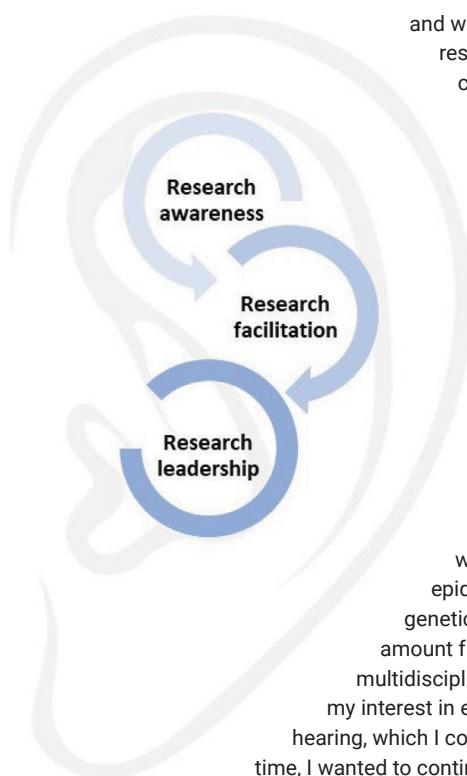 and w
res
c
Research
awareness
Research
facilitation
Research
leadership
w
epid
genetic
amount f
multidiscipl
my interest in e
hearing, which I co
time, I wanted to contin